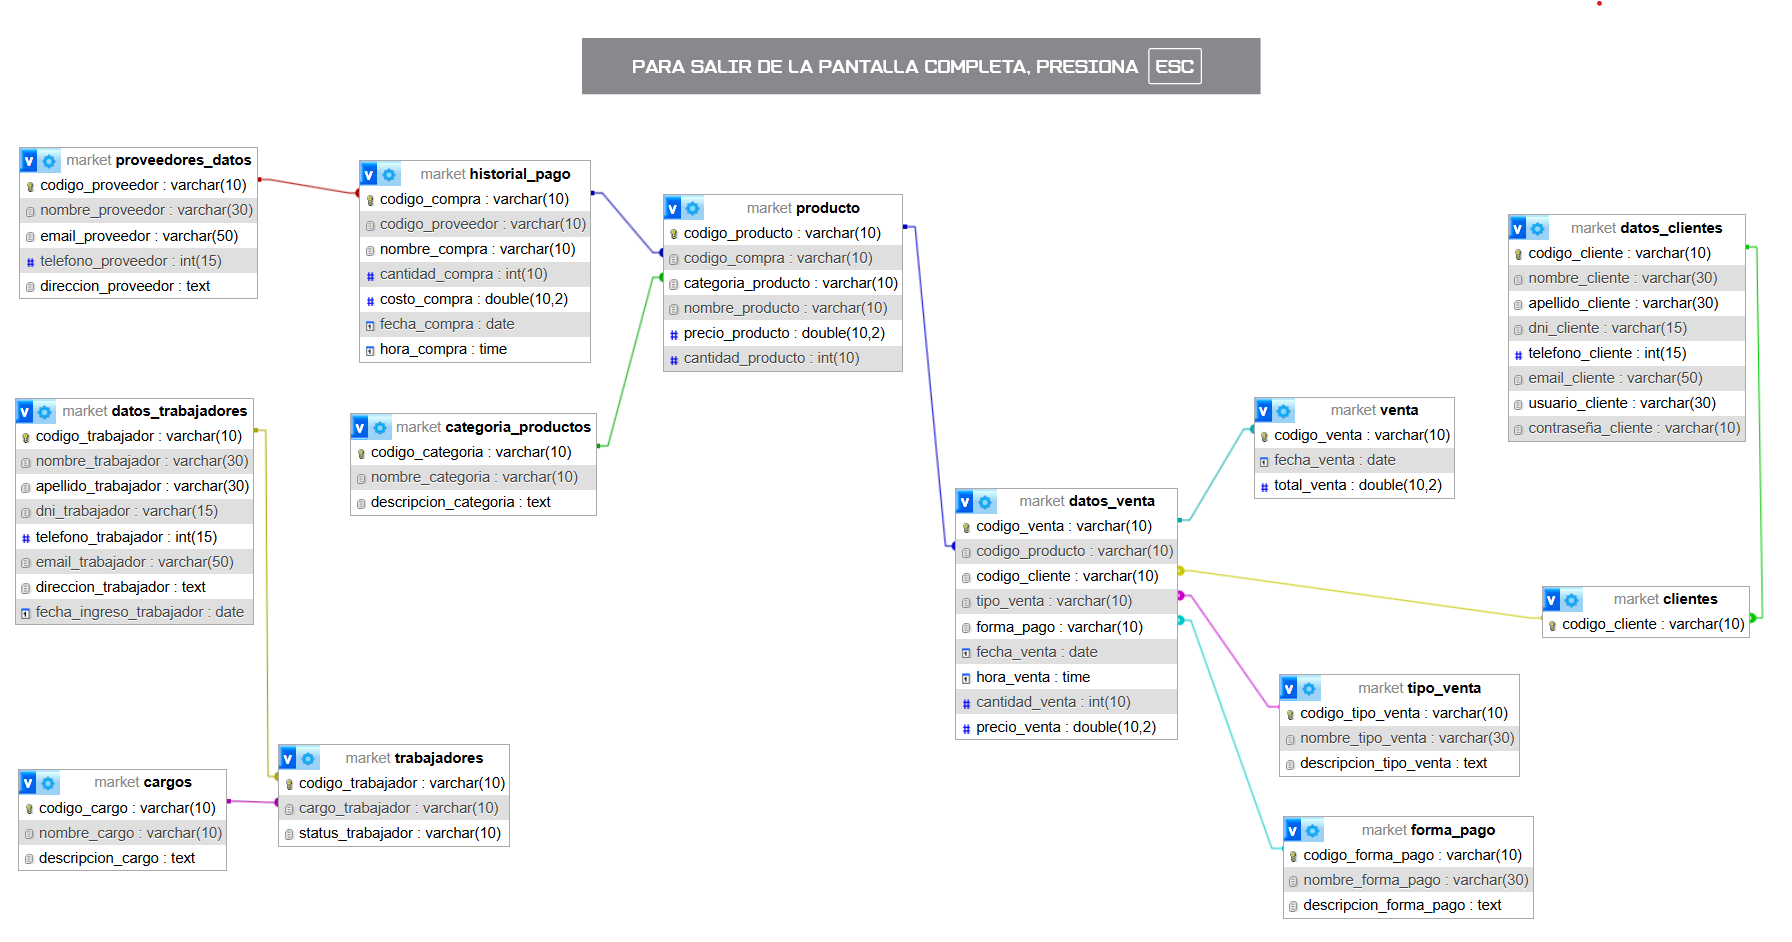 PARA SALIR DE LA PANTALLA COMPLETA, PRESIONA ESC
market proveedores_datos
codigo_proveedor : varchar(10)
nombre_proveedor : varchar(30)
email_proveedor : varchar(50)
telefono_proveedor : int(15)
direccion_proveedor : text
market historial_pago
codigo_compra : varchar(10)
codigo_proveedor : varchar(10)
nombre_compra : varchar(10)
cantidad_compra : int(10)
costo_compra : double(10,2)
fecha_compra : date
hora_compra : time
market producto
codigo_producto : varchar(10)
codigo_compra : varchar(10)
categoria_producto : varchar(10)
nombre_producto : varchar(10)
precio_producto : double(10,2)
cantidad_producto : int(10)
market datos_clientes
codigo_cliente : varchar(10)
nombre_cliente : varchar(30)
apellido_cliente : varchar(30)
dni_cliente : varchar(15)
telefono_cliente : int(15)
email_cliente : varchar(50)
usuario_cliente : varchar(30)
contraseña_cliente : varchar(10)
market datos_trabajadores
codigo_trabajador : varchar(10)
nombre_trabajador : varchar(30)
apellido_trabajador : varchar(30)
dni_trabajador : varchar(15)
telefono_trabajador : int(15)
email_trabajador : varchar(50)
direccion_trabajador : text
fecha_ingreso_trabajador : date
market categoria_productos
codigo_categoria : varchar(10)
nombre_categoria : varchar(10)
descripcion_categoria : text
market venta
codigo_venta : varchar(10)
fecha_venta : date
total_venta : double(10,2)
market datos_venta
codigo_venta : varchar(10)
codigo_producto : varchar(10)
codigo_cliente : varchar(10)
tipo_venta : varchar(10)
forma_pago : varchar(10)
fecha_venta : date
hora_venta : time
cantidad_venta : int(10)
precio_venta : double(10,2)
market clientes
codigo_cliente : varchar(10)
market tipo_venta
codigo_tipo_venta : varchar(10)
nombre_tipo_venta : varchar(30)
descripcion_tipo_venta : text
market cargos
codigo_cargo : varchar(10)
nombre_cargo : varchar(10)
descripcion_cargo : text
market trabajadores
codigo_trabajador : varchar(10)
cargo_trabajador : varchar(10)
status_trabajador : varchar(10)
market forma_pago
codigo_forma_pago : varchar(10)
nombre_forma_pago : varchar(30)
descripcion_forma_pago : text